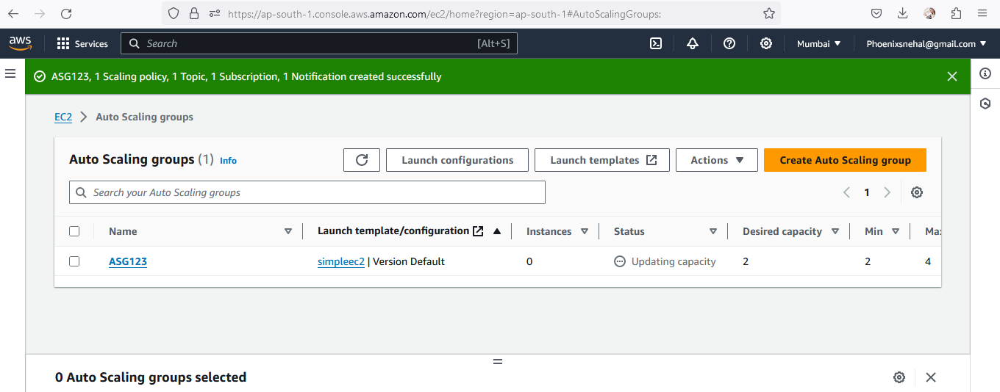 https://ap-south-1.console.aws.amazon.com/ec2/home?region=ap-south-1#AutoScalingGroups:
aws Services Search [Alt+S] Mumbai Phoenixsnehal@gmail.com
ASG123, 1 Scaling policy, 1 Topic, 1 Subscription, 1 Notification created successfully
EC2 Auto Scaling groups
Auto Scaling groups (1) Info Launch configurations Launch templates Actions Create Auto Scaling group
Search your Auto Scaling groups 1
Name Launch template/configuration Instances Status Desired capacity Min
ASG123 simpleec2 | Version Default 0 Updating capacity 2 2 4
0 Auto Scaling groups selected